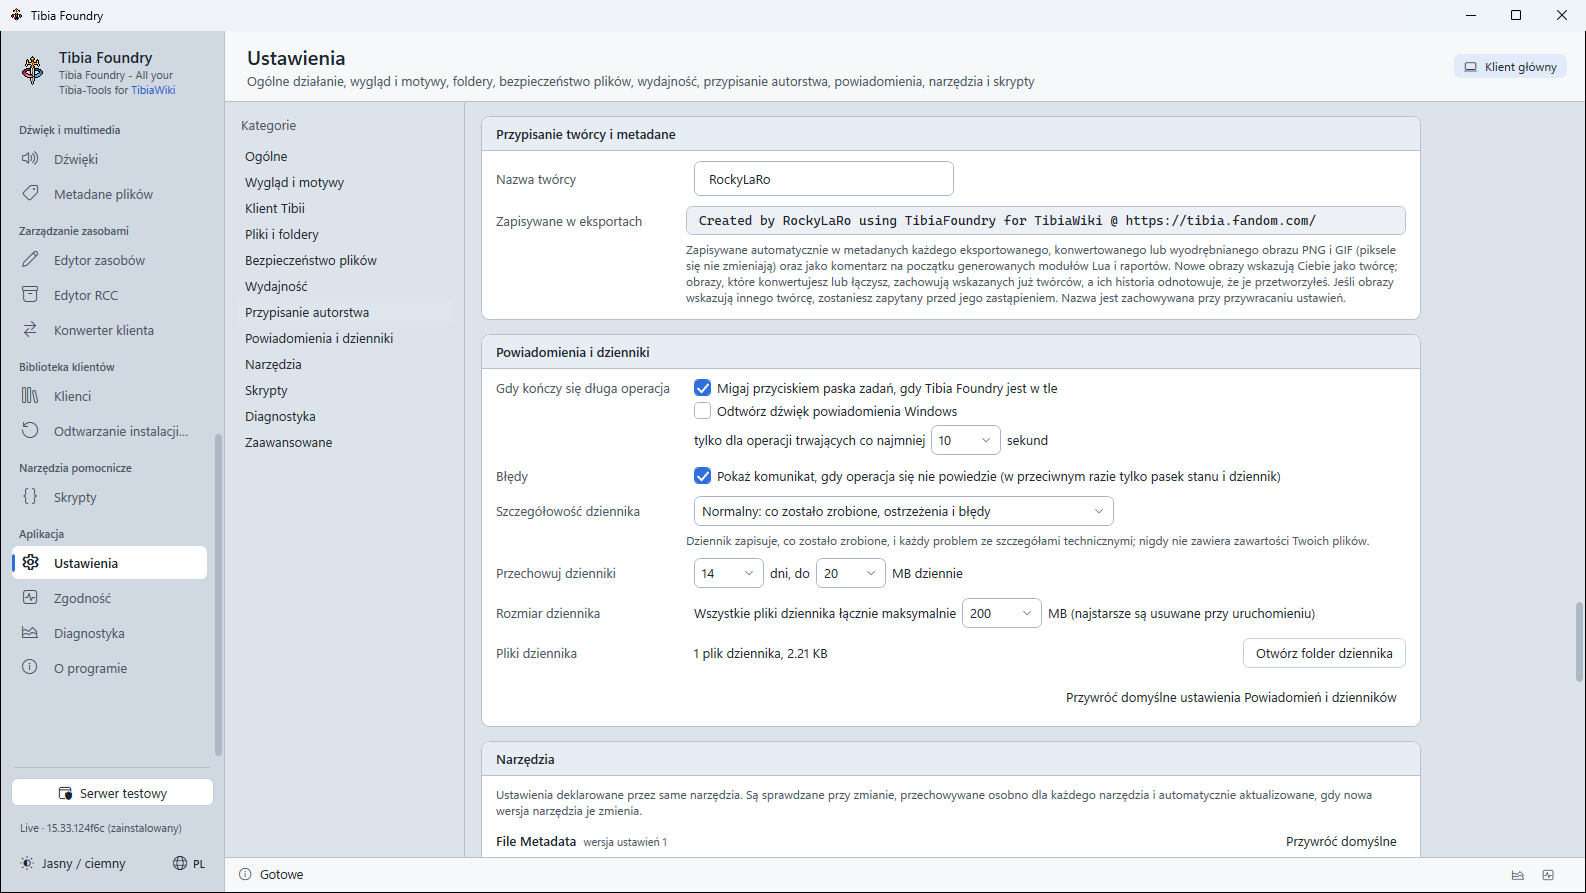 Tibia Foundry
Tibia Foundry
Tibia Foundry - All your
Tibia-Tools for TibiaWiki
Dźwięk i multimedia
Dźwięki
Metadane plików
Zarządzanie zasobami
Edytor zasobów
Edytor RCC
Konwerter klienta
Biblioteka klientów
Klienci
Odtwarzanie instalacji...
Narzędzia pomocnicze
Skrypty
Aplikacja
Ustawienia
Zgodność
Diagnostyka
O programie
Serwer testowy
Live · 15.33.124f6c (zainstalowany)
Jasny / ciemny
PL
Ustawienia
Ogólne działanie, wygląd i motywy, foldery, bezpieczeństwo plików, wydajność, przypisanie autorstwa, powiadomienia, narzędzia i skrypty
Klient główny
Kategorie
Ogólne
Wygląd i motywy
Klient Tibii
Pliki i foldery
Bezpieczeństwo plików
Wydajność
Przypisanie autorstwa
Powiadomienia i dzienniki
Narzędzia
Skrypty
Diagnostyka
Zaawansowane
Przypisanie twórcy i metadane
Nazwa twórcy
RockyLaRo
Zapisywane w eksportach
Created by RockyLaRo using TibiaFoundry for TibiaWiki @ https://tibia.fandom.com/
Zapisywane automatycznie w metadanych każdego eksportowanego, konwertowanego lub wyodrębnianego obrazu PNG i GIF (piksele
się nie zmieniają) oraz jako komentarz na początku generowanych modułów Lua i raportów. Nowe obrazy wskazują Ciebie jako twórcę;
obrazy, które konwertujesz lub łączysz, zachowują wskazanych już twórców, a ich historia odnotowuje, że je przetworzyłeś. Jeśli obrazy
wskazują innego twórcę, zostaniesz zapytany przed jego zastąpieniem. Nazwa jest zachowywana przy przywracaniu ustawień.
Powiadomienia i dzienniki
Gdy kończy się długa operacja
Migaj przyciskiem paska zadań, gdy Tibia Foundry jest w tle
Odtwórz dźwięk powiadomienia Windows
tylko dla operacji trwających co najmniej 10 sekund
Błędy
Pokaż komunikat, gdy operacja się nie powiedzie (w przeciwnym razie tylko pasek stanu i dziennik)
Szczegółowość dziennika
Normalny: co zostało zrobione, ostrzeżenia i błędy
Dziennik zapisuje, co zostało zrobione, i każdy problem ze szczegółami technicznymi; nigdy nie zawiera zawartości Twoich plików.
Przechowuj dzienniki
14 dni, do 20 MB dziennie
Rozmiar dziennika
Wszystkie pliki dziennika łącznie maksymalnie 200 MB (najstarsze są usuwane przy uruchomieniu)
Pliki dziennika
1 plik dziennika, 2.21 KB
Otwórz folder dziennika
Przywróć domyślne ustawienia Powiadomień i dzienników
Narzędzia
Ustawienia deklarowane przez same narzędzia. Są sprawdzane przy zmianie, przechowywane osobno dla każdego narzędzia i automatycznie aktualizowane, gdy nowa
wersja narzędzia je zmienia.
File Metadata wersja ustawień 1
Przywróć domyślne
Gotowe